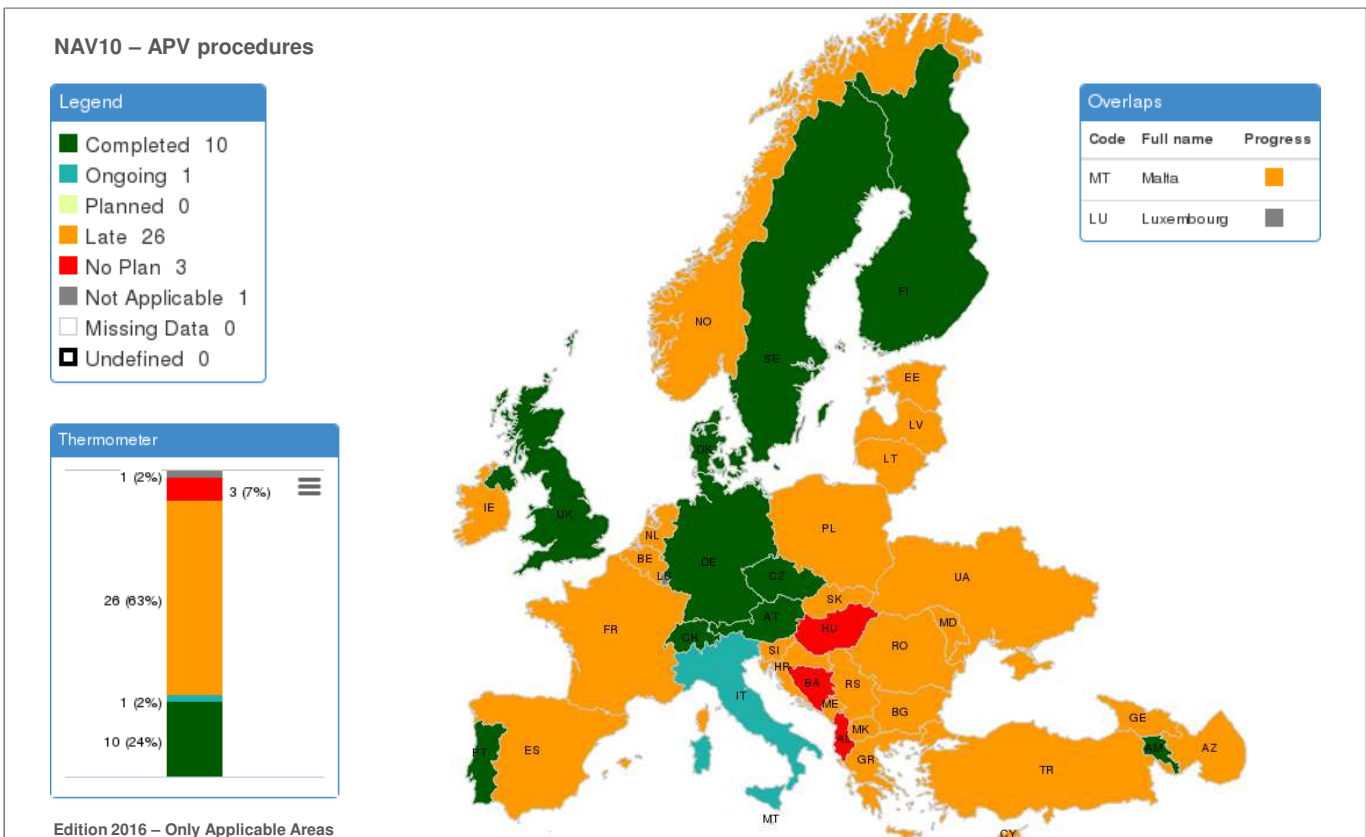 NAV10 – APV procedures
Legend
Completed 10
Ongoing 1
Planned 0
Late 26
No Plan 3
Not Applicable 1
Missing Data 0
Undefined 0
Overlaps
Code Full name Progress
MT Malta
LU Luxembourg
Thermometer
1 (2%)
3 (7%)
26 (63%)
1 (2%)
10 (24%)
NO
SE
FI
EE
LV
LT
DK
IE
UK
NL
BE
LU
DE
PL
CZ
UA
SK
FR
CH
AT
HU
MD
RO
SI
HR
IT
BA
RS
ME
BG
MK
AL
GR
PT
ES
GE
AM
AZ
TR
MT
CY
Edition 2016 – Only Applicable Areas